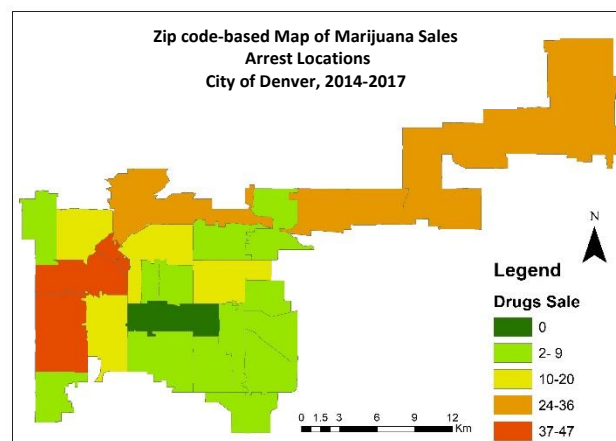 Zip code-based Map of Marijuana Sales
Arrest Locations
City of Denver, 2014-2017
N
Legend
Drugs Sale
0
2- 9
10-20
24-36
37-47
0 1.5 3 6 9 12
Km